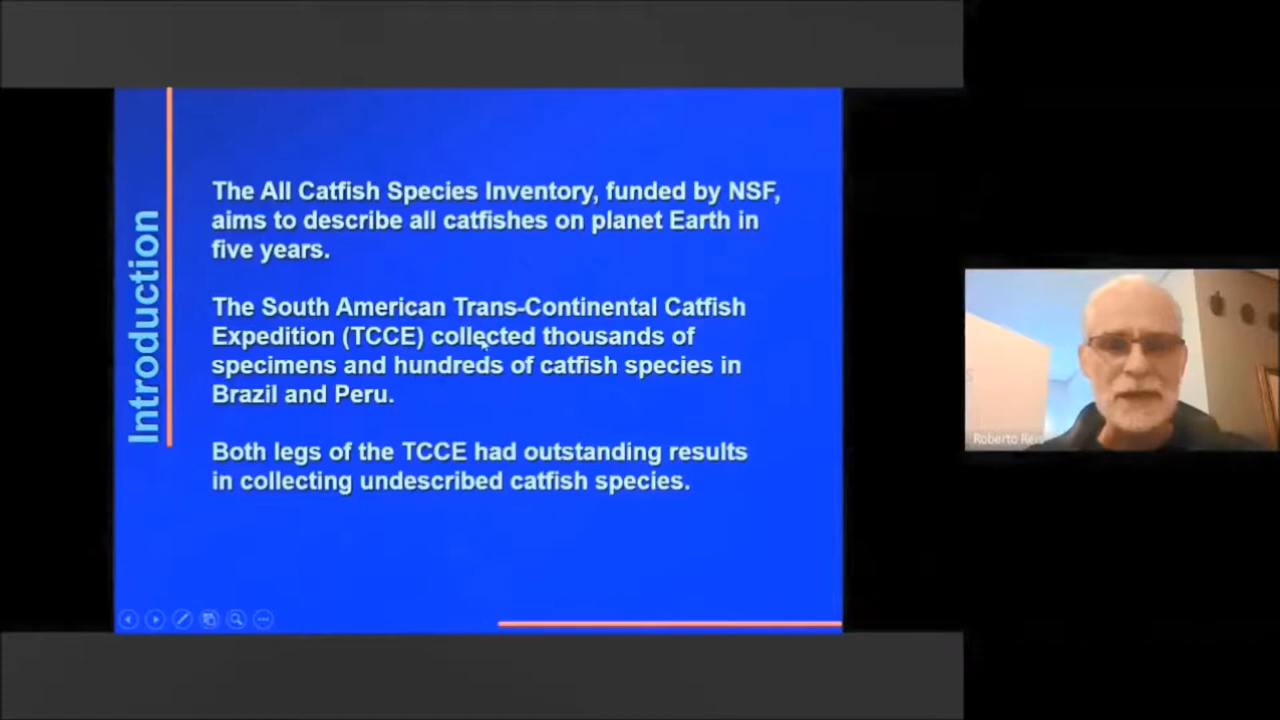 Introduction
The All Catfish Species Inventory, funded by NSF,
aims to describe all catfishes on planet Earth in
five years.
The South American Trans-Continental Catfish
Expedition (TCCE) collected thousands of
specimens and hundreds of catfish species in
Brazil and Peru.
Both legs of the TCCE had outstanding results
in collecting undescribed catfish species.
Roberto Reis